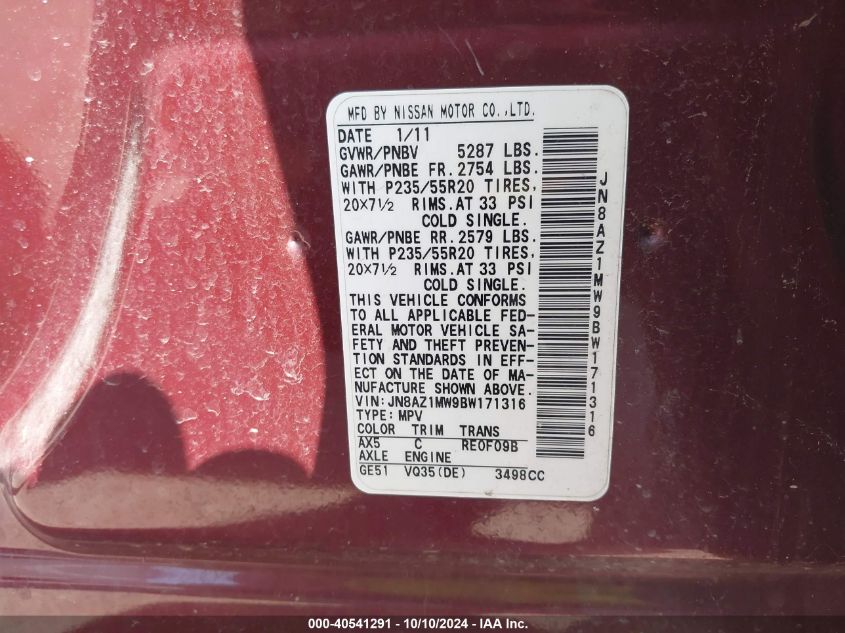 MFD BY NISSAN MOTOR CO.,LTD.
DATE 1/11
GVWR/PNBV 5287 LBS.
GAWR/PNBE FR. 2754 LBS.
WITH P235/55R20 TIRES,
20×7½ RIMS. AT 33 PSI
COLD SINGLE.
GAWR/PNBE RR. 2579 LBS.
WITH P235/55R20 TIRES,
20×7½ RIMS. AT 33 PSI
COLD SINGLE.
THIS VEHICLE CONFORMS
TO ALL APPLICABLE FED-
ERAL MOTOR VEHICLE SA-
FETY AND THEFT PREVEN-
TION STANDARDS IN EFF-
ECT ON THE DATE OF MA-
NUFACTURE SHOWN ABOVE.
VIN: JN8AZ1MW9BW171316
TYPE: MPV
COLOR TRIM TRANS
AX5 C RE0F09B
AXLE ENGINE
GE51 VQ35(DE) 3498CC
JN8AZ1MW9BW171316
000-40541291 - 10/10/2024 - IAA Inc.